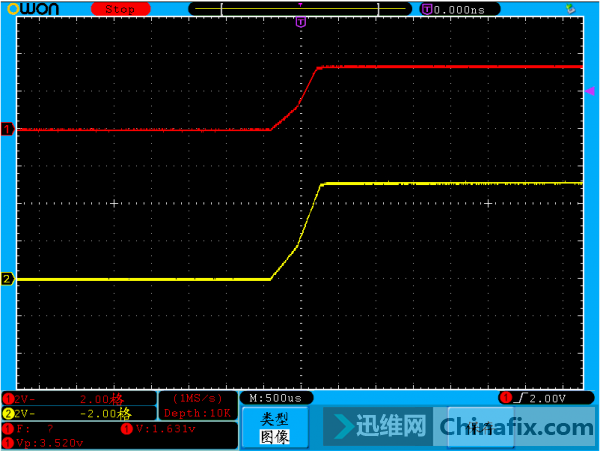 owon Stop T T 0.000ns
T
1
2
1 2V- 2.00格 (1MS/s) M:500us 1 2.00V
2 2V- -2.00格 Depth:10K
1 F: ? 1 V:1.631v
1 Vp:3.520v
类型
图像
保存
迅维网 Chinafix.com